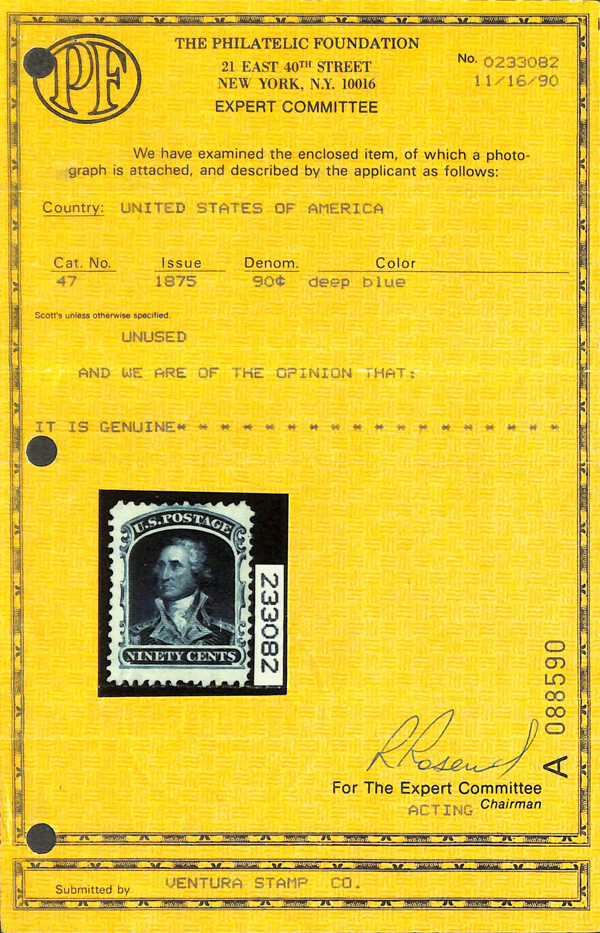 PF
THE PHILATELIC FOUNDATION
21 EAST 40TH STREET
NEW YORK, N.Y. 10016
EXPERT COMMITTEE
No. 0233082
11/16/90
We have examined the enclosed item, of which a photo-
graph is attached, and described by the applicant as follows:
Country: UNITED STATES OF AMERICA
Cat. No. Issue Denom. Color
47 1875 90¢ deep blue
Scott's unless otherwise specified.
UNUSED
AND WE ARE OF THE OPINION THAT:
IT IS GENUINE* * * * * * * * * * * * * * * * * *
U.S. POSTAGE
NINETY CENTS
233082
A 088590
R Rosen
For The Expert Committee
ACTING Chairman
Submitted by VENTURA STAMP CO.